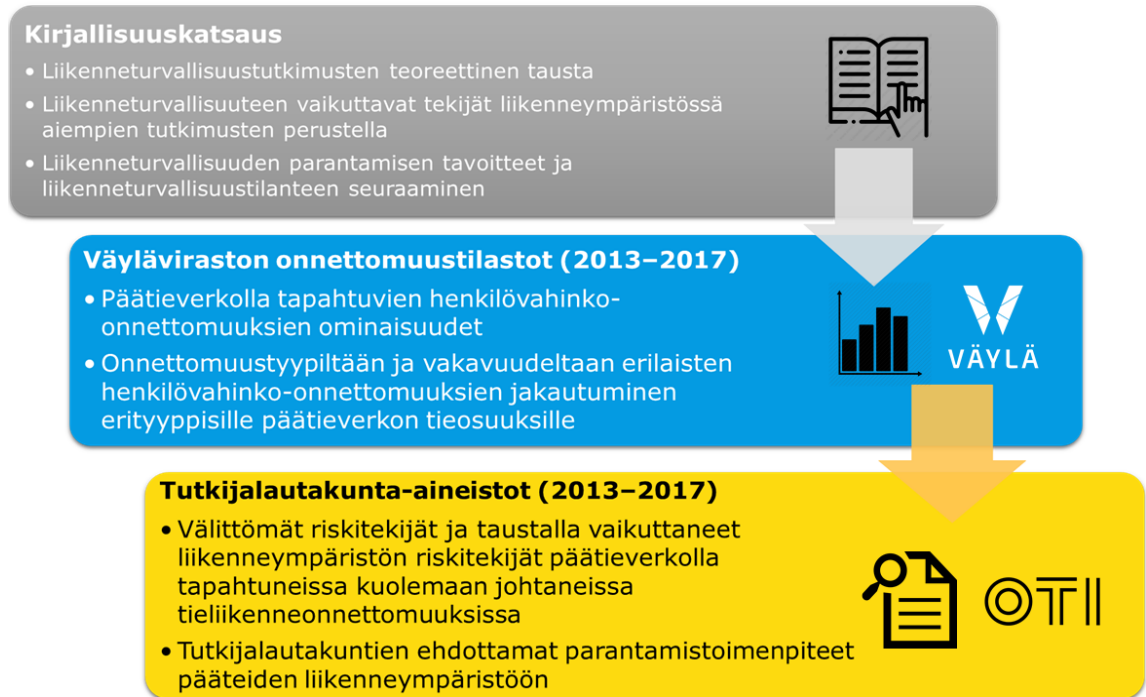 Kirjallisuuskatsaus
• Liikenneturvallisuustutkimusten teoreettinen tausta
• Liikenneturvallisuuteen vaikuttavat tekijät liikenneympäristössä
aiempien tutkimusten perustella
• Liikenneturvallisuuden parantamisen tavoitteet ja
liikenneturvallisuustilanteen seuraaminen
Väyläviraston onnettomuustilastot (2013–2017)
• Päätieverkolla tapahtuvien henkilövahinko-
onnettomuuksien ominaisuudet
• Onnettomuustyypiltään ja vakavuudeltaan erilaisten
henkilövahinko-onnettomuuksien jakautuminen
erityyppisille päätieverkon tieosuuksille
VÄYLÄ
Tutkijalautakunta-aineistot (2013–2017)
• Välittömät riskitekijät ja taustalla vaikuttaneet
liikenneympäristön riskitekijät päätieverkolla
tapahtuneissa kuolemaan johtaneissa
tieliikenneonnettomuuksissa
• Tutkijalautakuntien ehdottamat parantamistoimenpiteet
pääteiden liikenneympäristöön
OTI